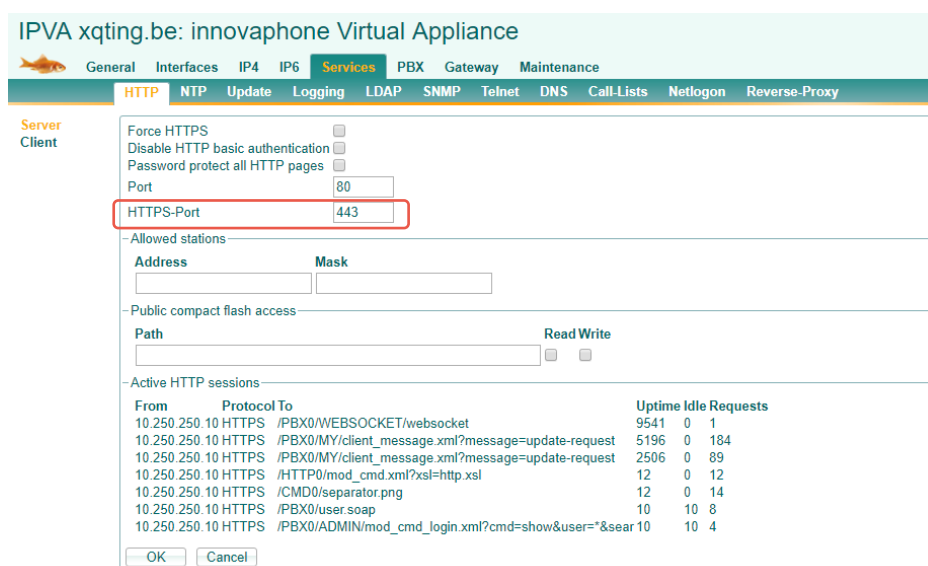 IPVA xqting.be: innovaphone Virtual Appliance
General Interfaces IP4 IP6 Services PBX Gateway Maintenance
HTTP NTP Update Logging LDAP SNMP Telnet DNS Call-Lists Netlogon Reverse-Proxy
Server
Client
Force HTTPS
Disable HTTP basic authentication
Password protect all HTTP pages
Port 80
HTTPS-Port 443
Allowed stations
Address Mask
Public compact flash access
Path Read Write
Active HTTP sessions
From Protocol To Uptime Idle Requests
10.250.250.10 HTTPS /PBX0/WEBSOCKET/websocket 9541 0 1
10.250.250.10 HTTPS /PBX0/MY/client_message.xml?message=update-request 5196 0 184
10.250.250.10 HTTPS /PBX0/MY/client_message.xml?message=update-request 2506 0 89
10.250.250.10 HTTPS /HTTP0/mod_cmd.xml?xsl=http.xsl 12 0 12
10.250.250.10 HTTPS /CMD0/separator.png 12 0 14
10.250.250.10 HTTPS /PBX0/user.soap 10 10 8
10.250.250.10 HTTPS /PBX0/ADMIN/mod_cmd_login.xml?cmd=show&user=*&sear 10 10 4
OK Cancel